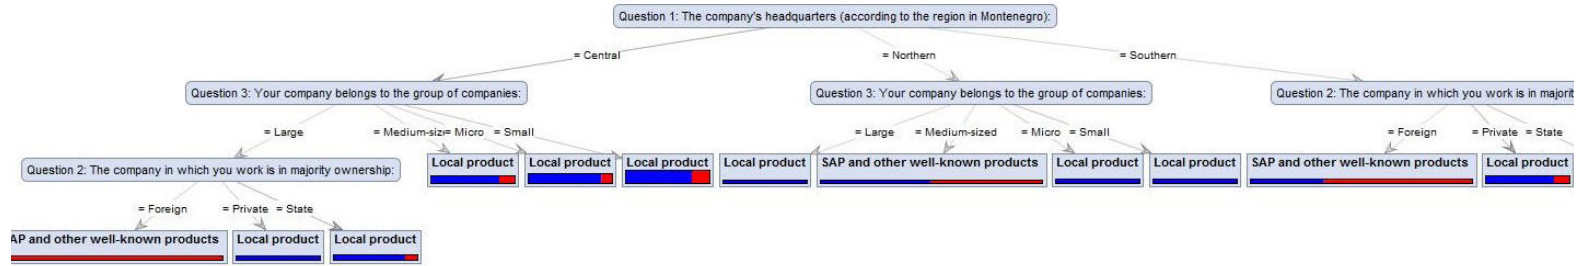 Question 1: The company's headquarters (according to the region in Montenegro):
= Central
= Northern
= Southern
Question 3: Your company belongs to the group of companies:
Question 3: Your company belongs to the group of companies:
Question 2: The company in which you work is in majorit
= Large
= Medium-siz
= Micro
= Small
= Large
= Medium-sized
= Micro
= Small
= Foreign
= Private
= State
Question 2: The company in which you work is in majority ownership:
Local product
Local product
Local product
Local product
SAP and other well-known products
Local product
Local product
SAP and other well-known products
Local product
= Foreign
= Private
= State
AP and other well-known products
Local product
Local product